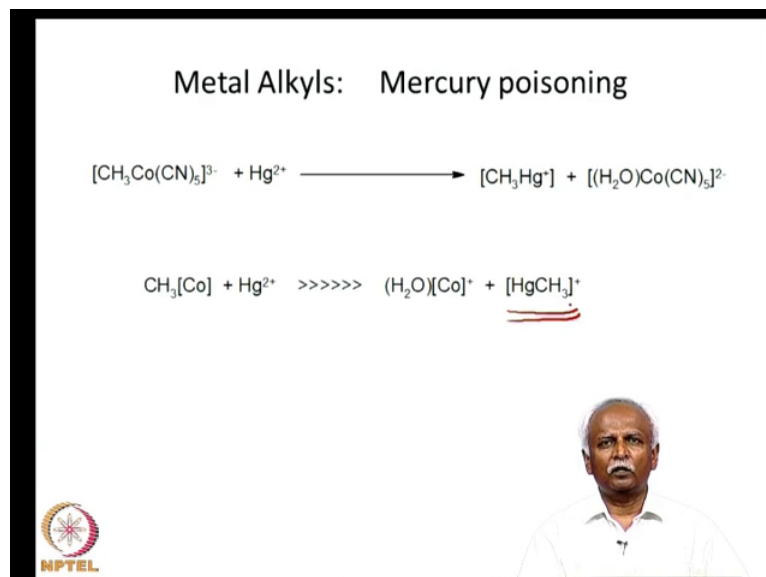 Metal Alkyls: Mercury poisoning
[CH₃Co(CN)₅]³⁻ + Hg²⁺ ⟶ [CH₃Hg⁺] + [(H₂O)Co(CN)₅]²⁻
CH₃[Co] + Hg²⁺ >>>>>> (H₂O)[Co]⁺ + [HgCH₃]⁺
NPTEL